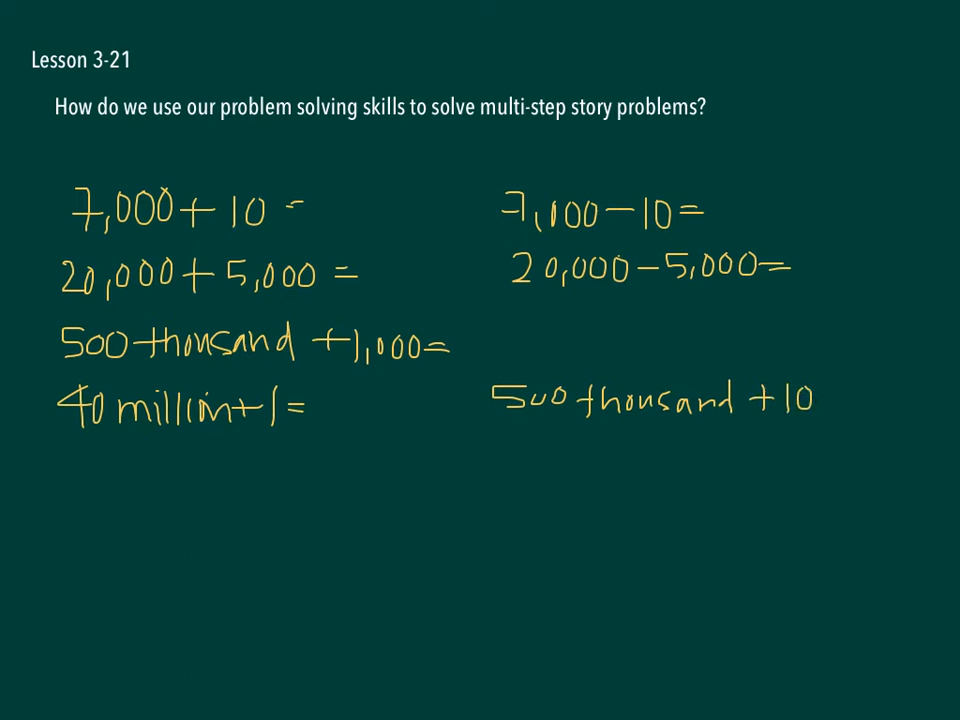 Lesson 3-21
How do we use our problem solving skills to solve multi-step story problems?
7,000 + 10 =
7,000 - 10 =
20,000 + 5,000 =
20,000 - 5,000 =
500 thousand + 1,000 =
40 million + 1 =
500 thousand + 10